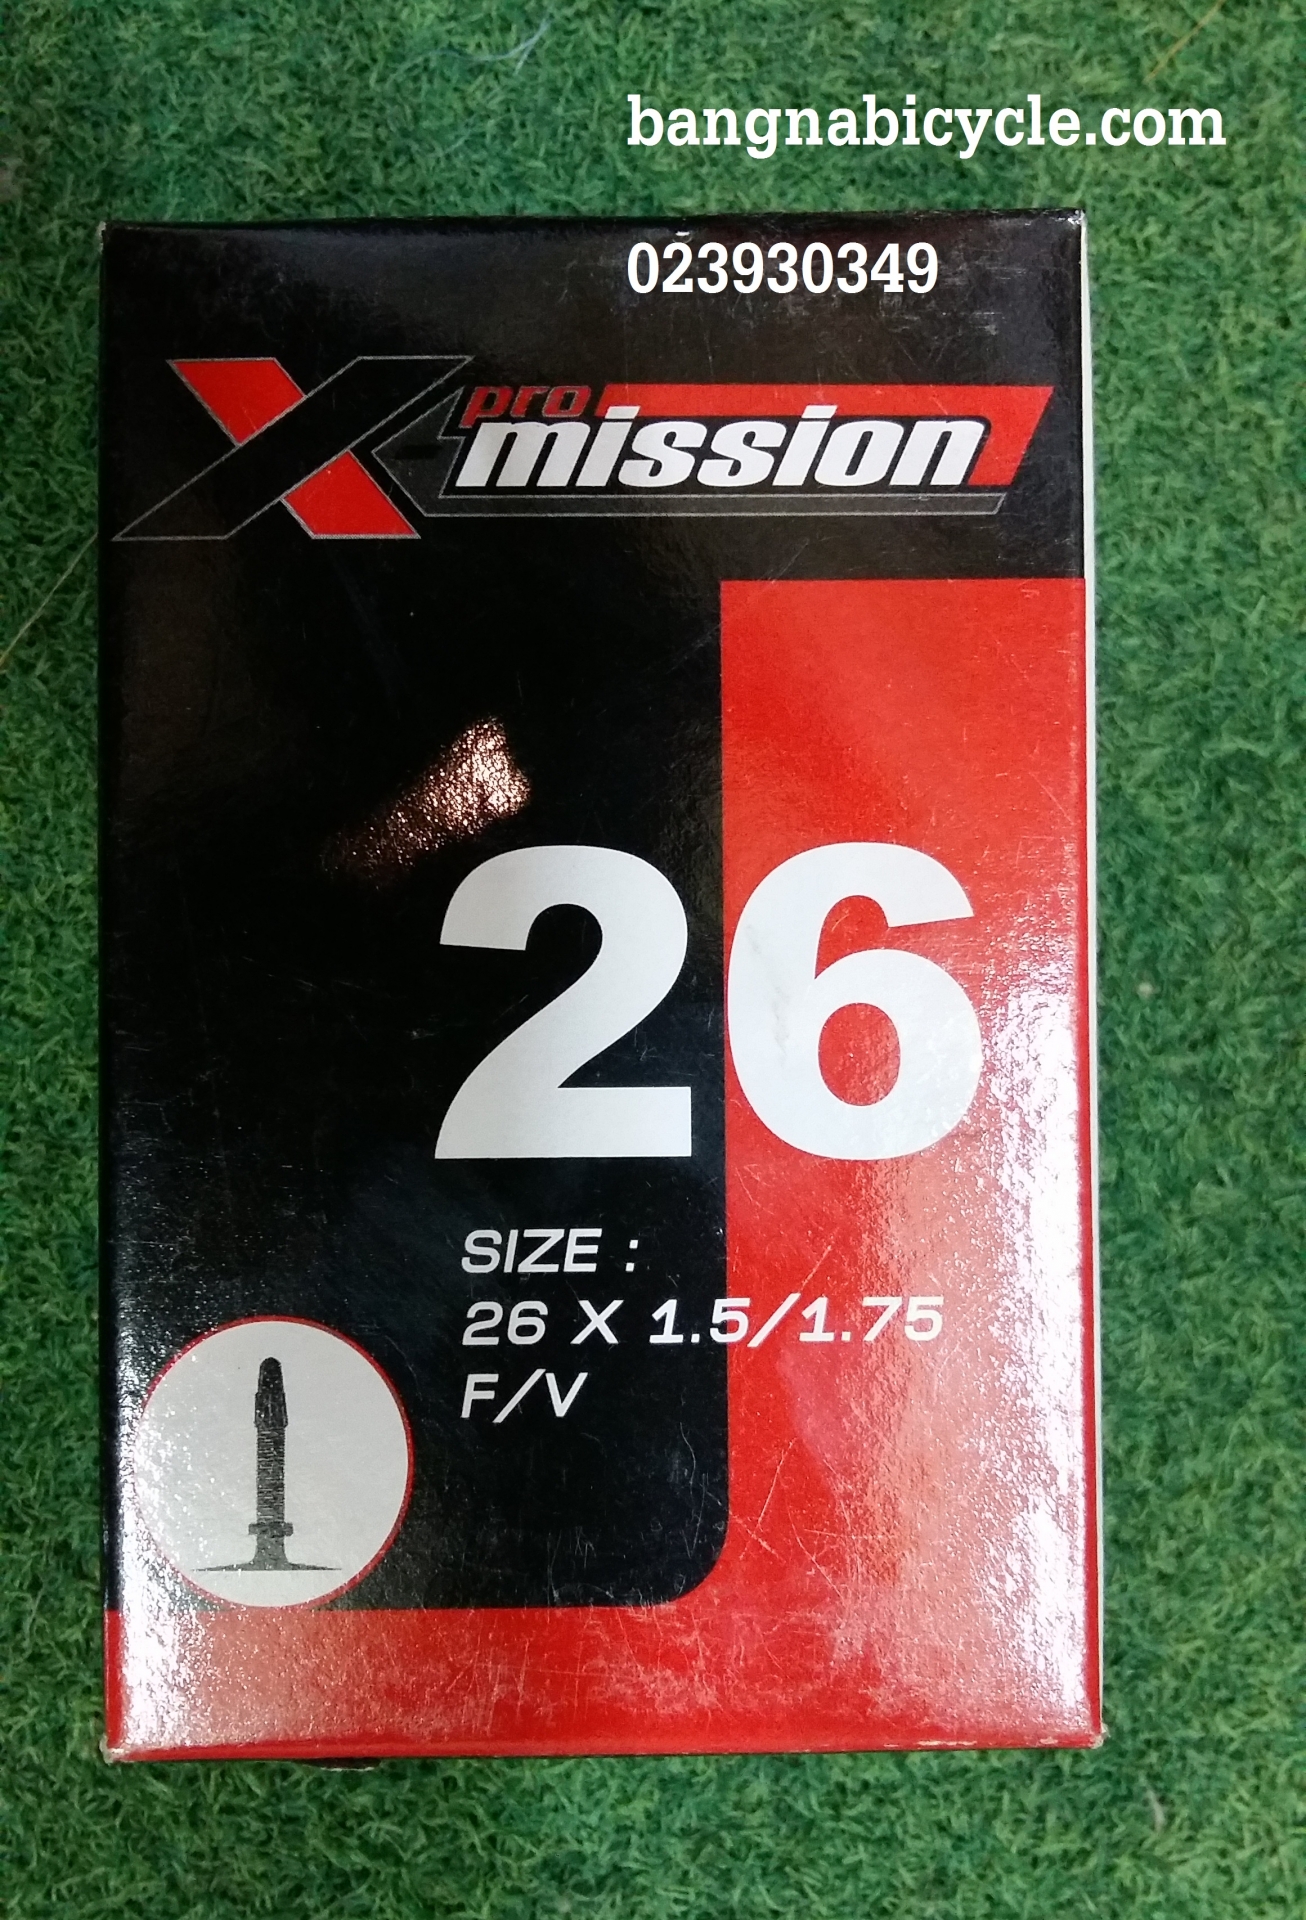 bangnabicycle.com
023930349
X-pro mission
26
SIZE :
26 X 1.5/1.75
F/V